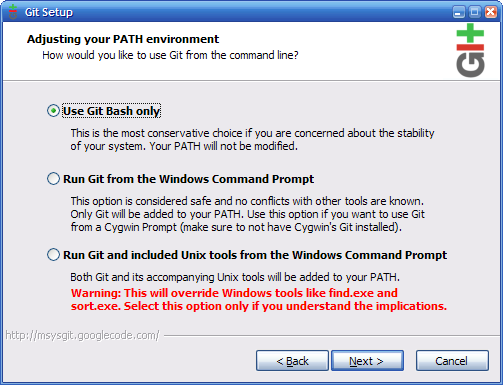 Git Setup
Adjusting your PATH environment
How would you like to use Git from the command line?
Git
Use Git Bash only
This is the most conservative choice if you are concerned about the stability
of your system. Your PATH will not be modified.
Run Git from the Windows Command Prompt
This option is considered safe and no conflicts with other tools are known.
Only Git will be added to your PATH. Use this option if you want to use Git
from a Cygwin Prompt (make sure to not have Cygwin's Git installed).
Run Git and included Unix tools from the Windows Command Prompt
Both Git and its accompanying Unix tools will be added to your PATH.
Warning: This will override Windows tools like find.exe and
sort.exe. Select this option only if you understand the implications.
http://msysgit.googlecode.com/
< Back
Next >
Cancel